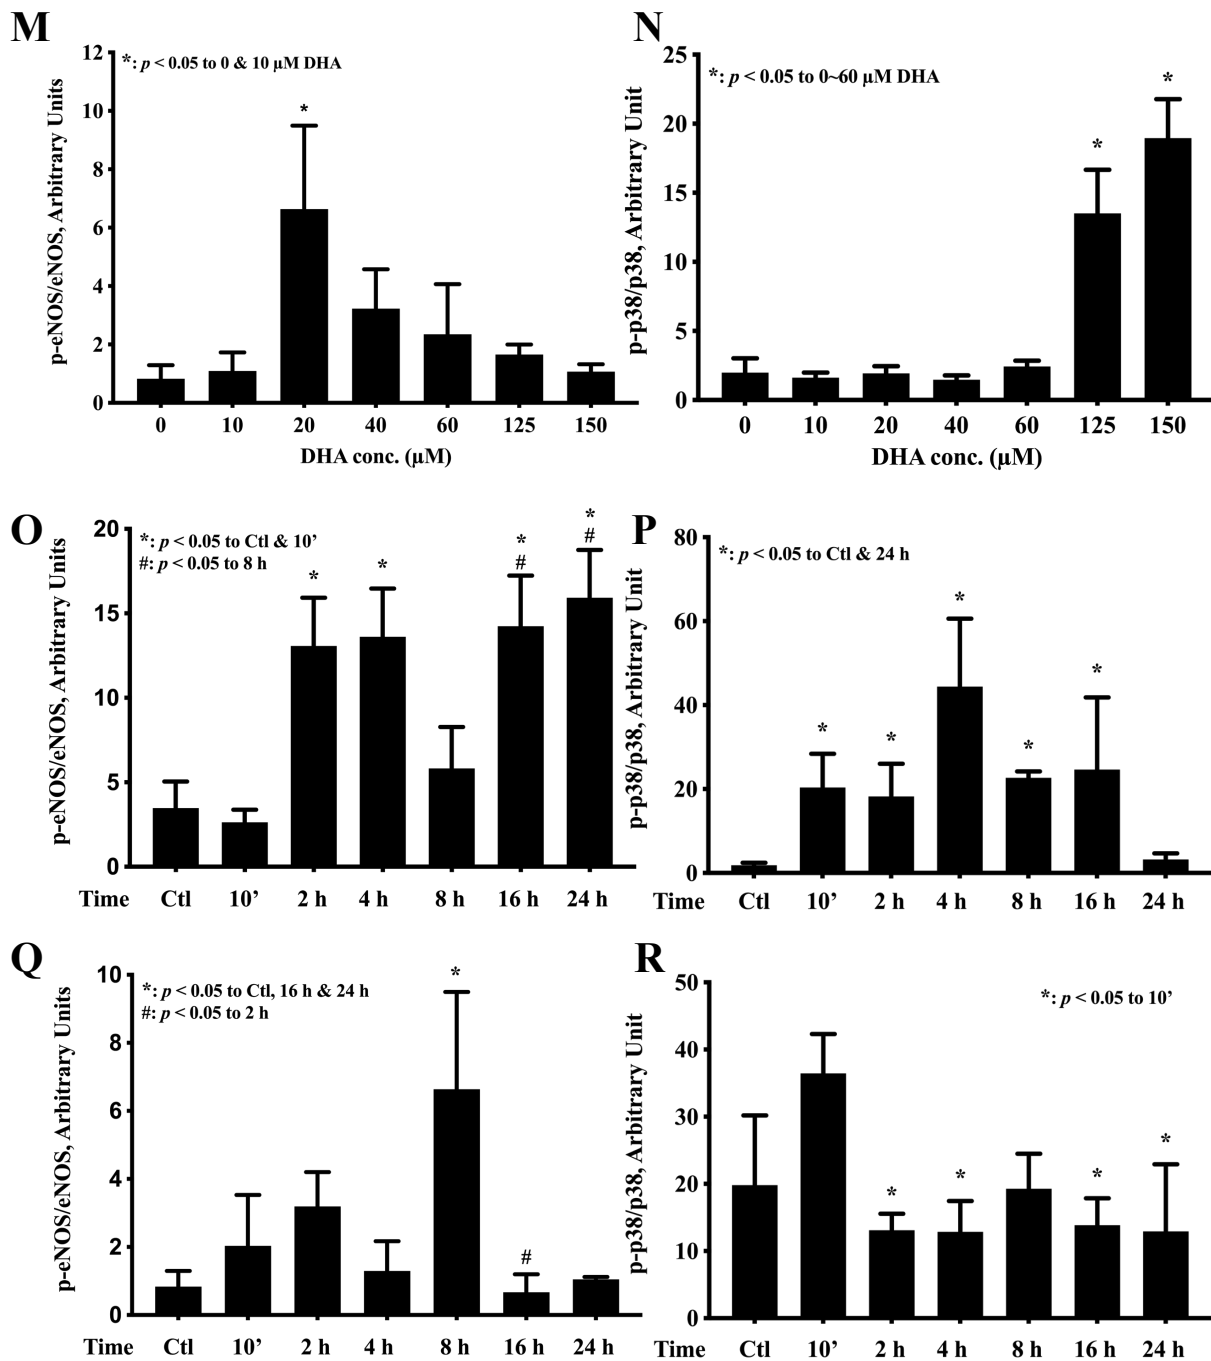 M
*: p < 0.05 to 0 & 10 μM DHA
p-eNOS/eNOS, Arbitrary Units
12
10
8
6
4
2
0
*
0 10 20 40 60 125 150
DHA conc. (μM)
N
*: p < 0.05 to 0~60 μM DHA
p-p38/p38, Arbitrary Unit
25
20
15
10
5
0
* *
0 10 20 40 60 125 150
DHA conc. (μM)
O
*: p < 0.05 to Ctl & 10’
#: p < 0.05 to 8 h
p-eNOS/eNOS, Arbitrary Units
20
15
10
5
0
* * * *
# #
Time Ctl 10’ 2 h 4 h 8 h 16 h 24 h
P
*: p < 0.05 to Ctl & 24 h
p-p38/p38, Arbitrary Unit
80
60
40
20
0
* * * * *
Time Ctl 10’ 2 h 4 h 8 h 16 h 24 h
Q
*: p < 0.05 to Ctl, 16 h & 24 h
#: p < 0.05 to 2 h
p-eNOS/eNOS, Arbitrary Units
10
8
6
4
2
0
*
#
Time Ctl 10’ 2 h 4 h 8 h 16 h 24 h
R
*: p < 0.05 to 10’
p-p38/p38, Arbitrary Unit
50
40
30
20
10
0
* * * *
Time Ctl 10’ 2 h 4 h 8 h 16 h 24 h